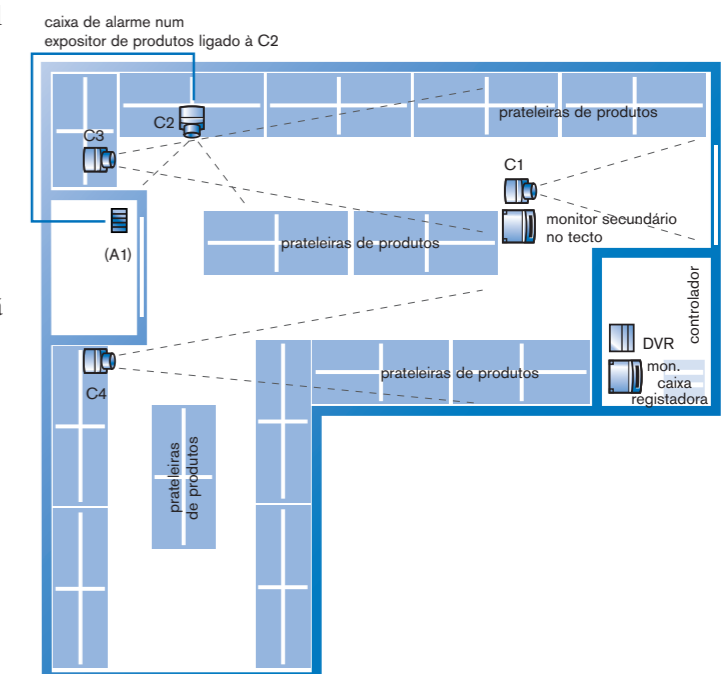 caixa de alarme num
expositor de produtos ligado à C2
C3
C2
prateleiras de produtos
C1
(A1)
prateleiras de produtos
monitor secundário
no tecto
controlador
DVR
C4
prateleiras de produtos
mon.
caixa
registadora
prateleiras
de produtos